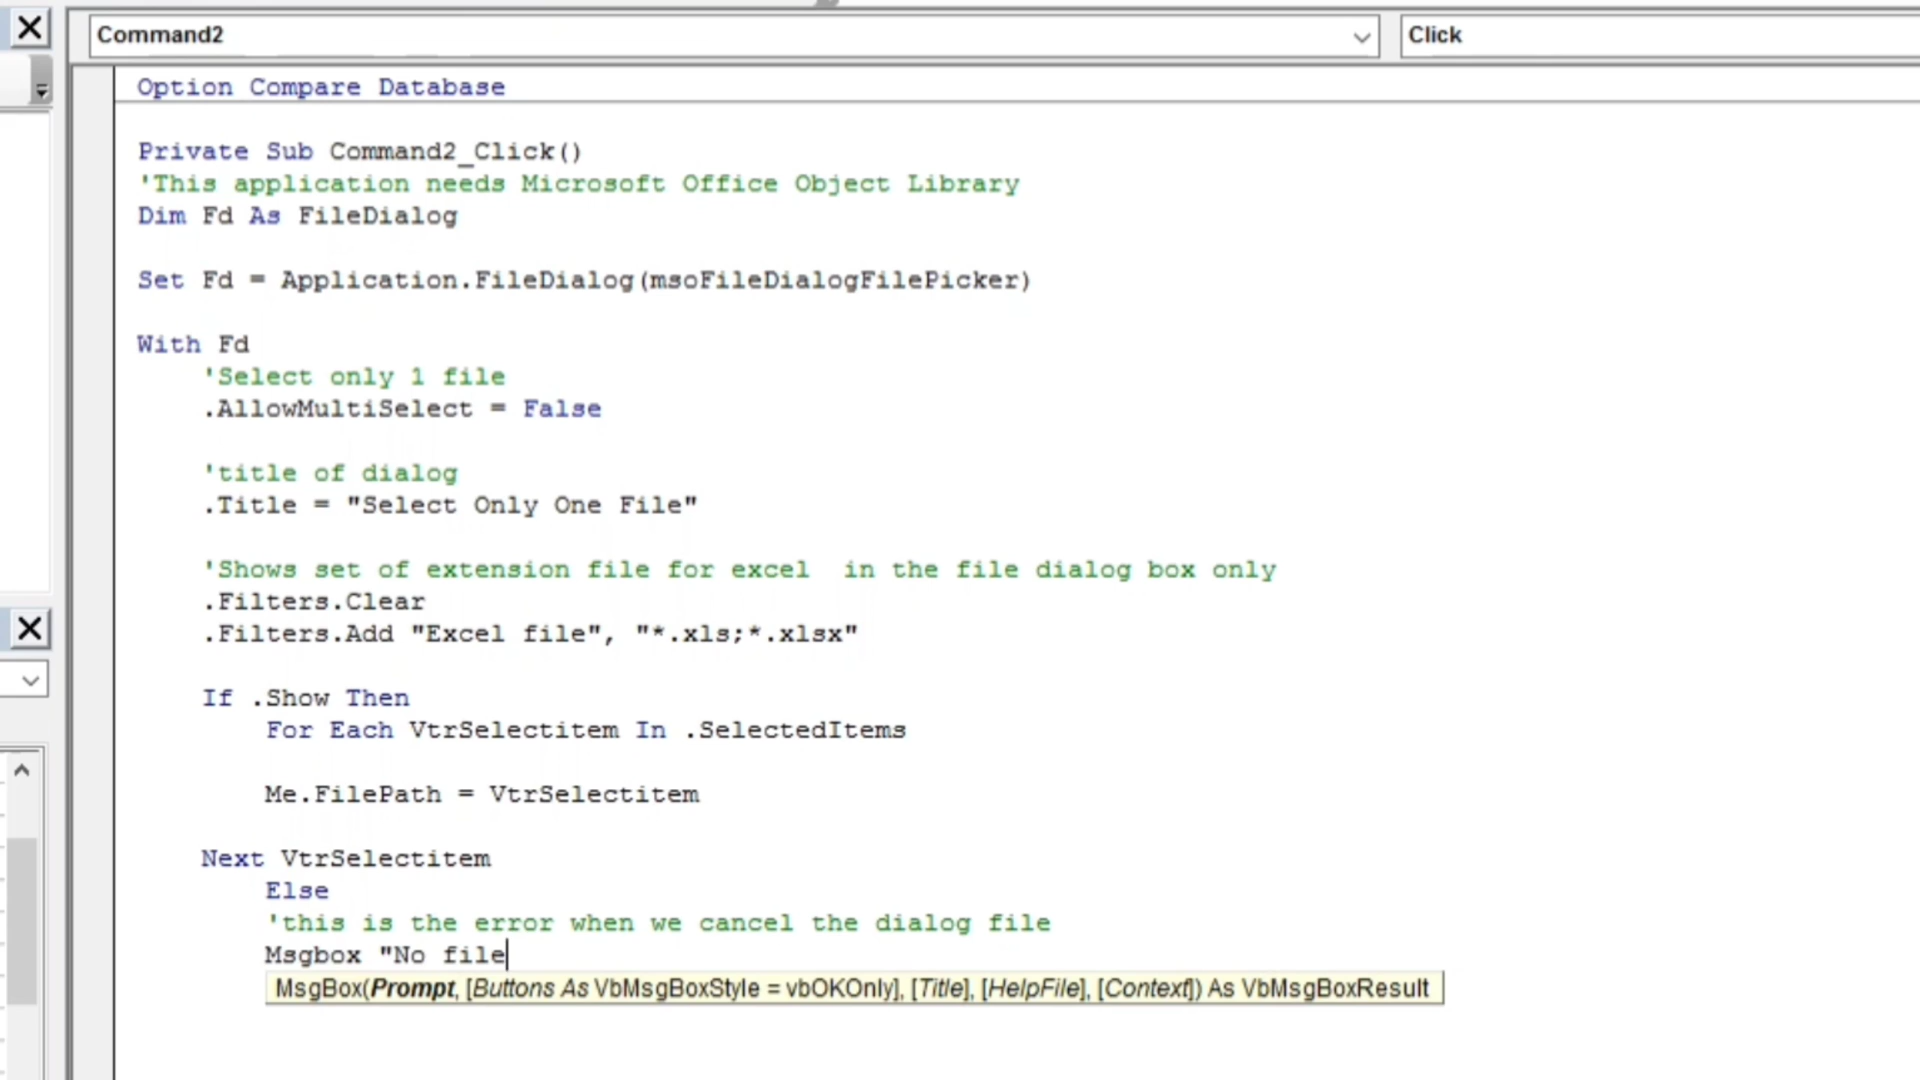 Command2
Click
Option Compare Database
Private Sub Command2_Click()
'This application needs Microsoft Office Object Library
Dim Fd As FileDialog
Set Fd = Application.FileDialog(msoFileDialogFilePicker)
With Fd
'Select only 1 file
.AllowMultiSelect = False
'title of dialog
.Title = "Select Only One File"
'Shows set of extension file for excel  in the file dialog box only
.Filters.Clear
.Filters.Add "Excel file", "*.xls;*.xlsx"
If .Show Then
For Each VtrSelectitem In .SelectedItems
Me.FilePath = VtrSelectitem
Next VtrSelectitem
Else
'this is the error when we cancel the dialog file
Msgbox "No file
MsgBox(Prompt, [Buttons As VbMsgBoxStyle = vbOKOnly], [Title], [HelpFile], [Context]) As VbMsgBoxResult